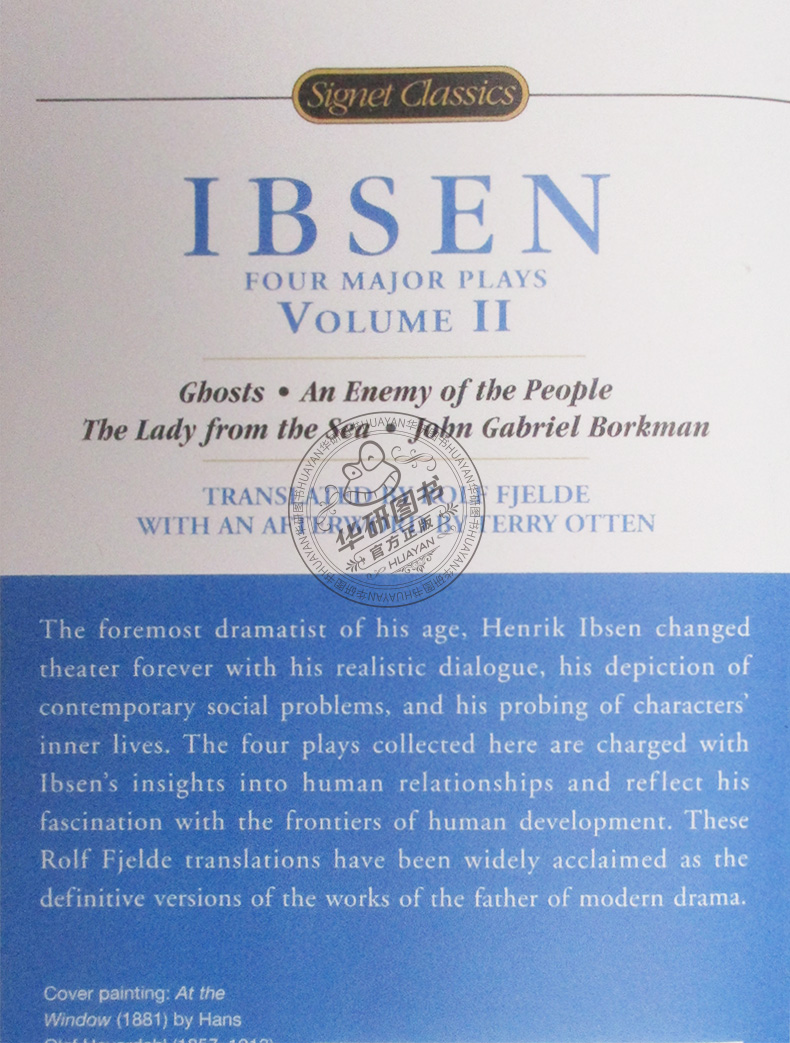 Signet Classics
IBSEN
FOUR MAJOR PLAYS
VOLUME II
Ghosts • An Enemy of the People
The Lady from the Sea • John Gabriel Borkman
TRANSLATED BY ROLF FJELDE
WITH AN AFTERWORD BY TERRY OTTEN
华研图书
官方正版
HUAYAN
The foremost dramatist of his age, Henrik Ibsen changed
theater forever with his realistic dialogue, his depiction of
contemporary social problems, and his probing of characters'
inner lives. The four plays collected here are charged with
Ibsen's insights into human relationships and reflect his
fascination with the frontiers of human development. These
Rolf Fjelde translations have been widely acclaimed as the
definitive versions of the works of the father of modern drama.
Cover painting: At the
Window (1881) by Hans